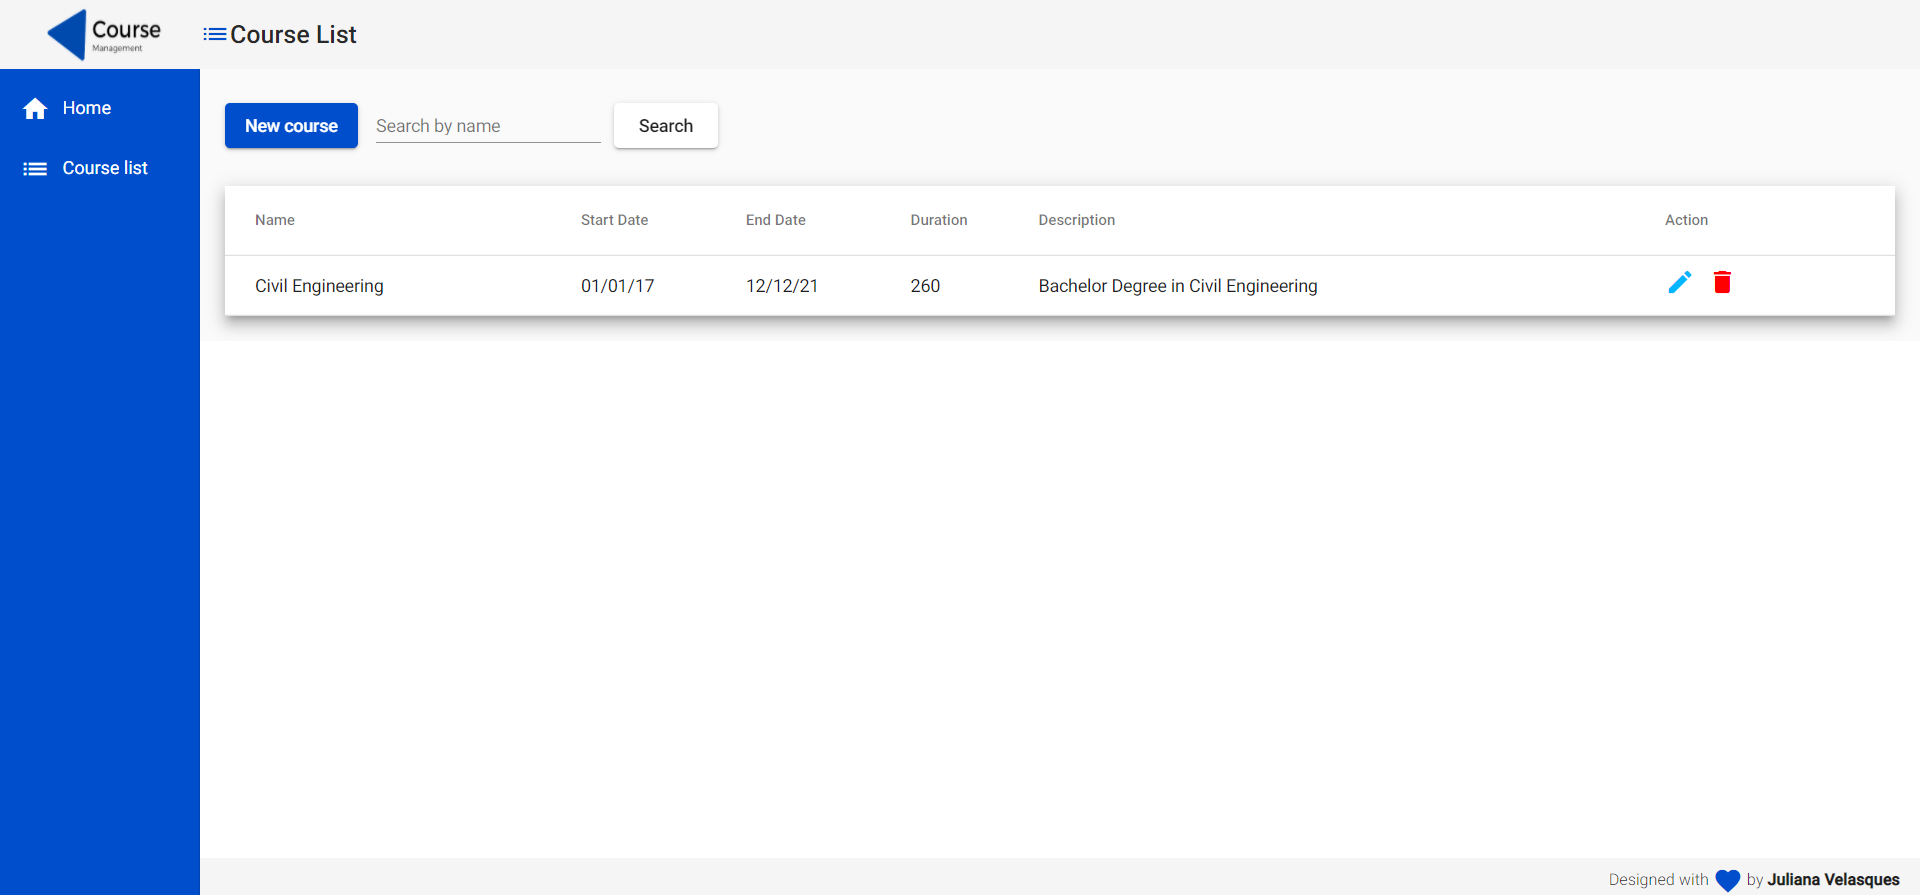 Course
Management
Course List
Home
Course list
New course Search by name Search
Name Start Date End Date Duration Description Action
Civil Engineering 01/01/17 12/12/21 260 Bachelor Degree in Civil Engineering
Designed with by Juliana Velasques